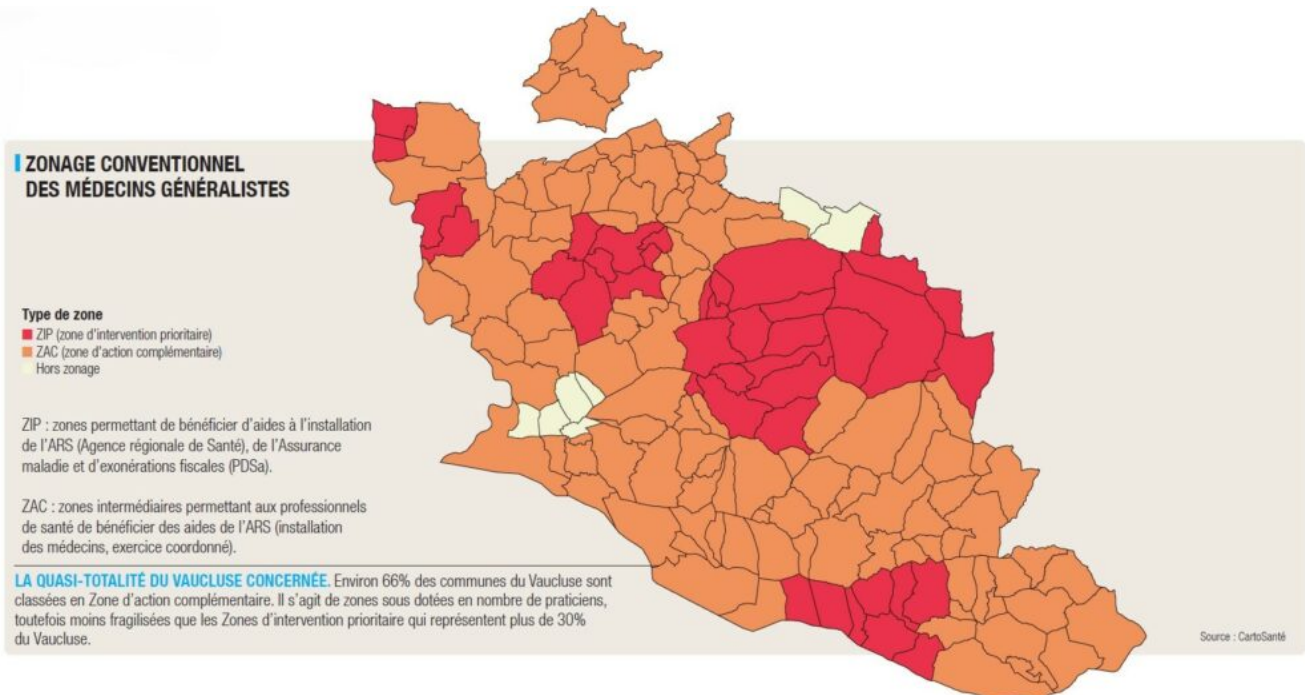 ZONAGE CONVENTIONNEL
DES MÉDECINS GÉNÉRALISTES
Type de zone
ZIP (zone d'intervention prioritaire)
ZAC (zone d'action complémentaire)
Hors zonage
ZIP : zones permettant de bénéficier d'aides à l'installation
de l'ARS (Agence régionale de Santé), de l'Assurance
maladie et d'exonérations fiscales (PDSa).
ZAC : zones intermédiaires permettant aux professionnels
de santé de bénéficier des aides de l'ARS (installation
des médecins, exercice coordonné).
LA QUASI-TOTALITÉ DU VAUCLUSE CONCERNÉE. Environ 66% des communes du Vaucluse sont
classées en Zone d'action complémentaire. Il s'agit de zones sous dotées en nombre de praticiens,
toutefois moins fragilisées que les Zones d'intervention prioritaire qui représentent plus de 30%
du Vaucluse.
Source : CartoSanté